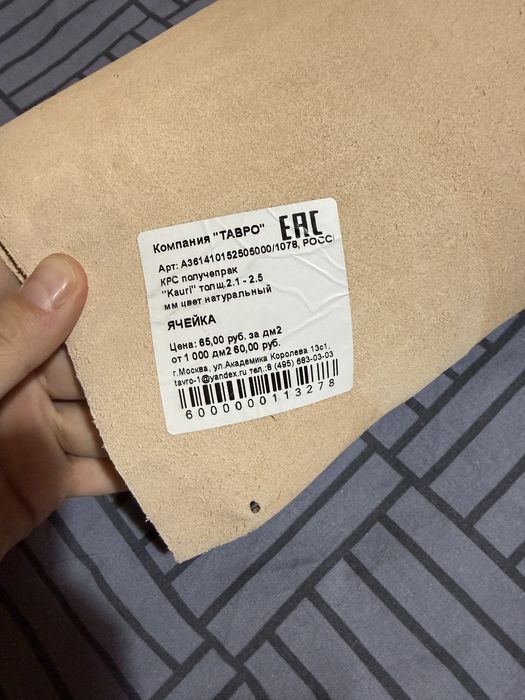 Компания "ТАВРО"
EAC
Арт: А361410152505000/1078, РОССІ
КРС получепрак
"Kauri" толщ.2.1 - 2.5
мм цвет натуральный
ЯЧЕЙКА
Цена: 65,00 руб. за дм2
от 1 000 дм2 60,00 руб.
г.Москва, ул.Академика Королева 13с1,
tavro-1@yandex.ru тел.:8 (495) 683-03-03
6000000113278